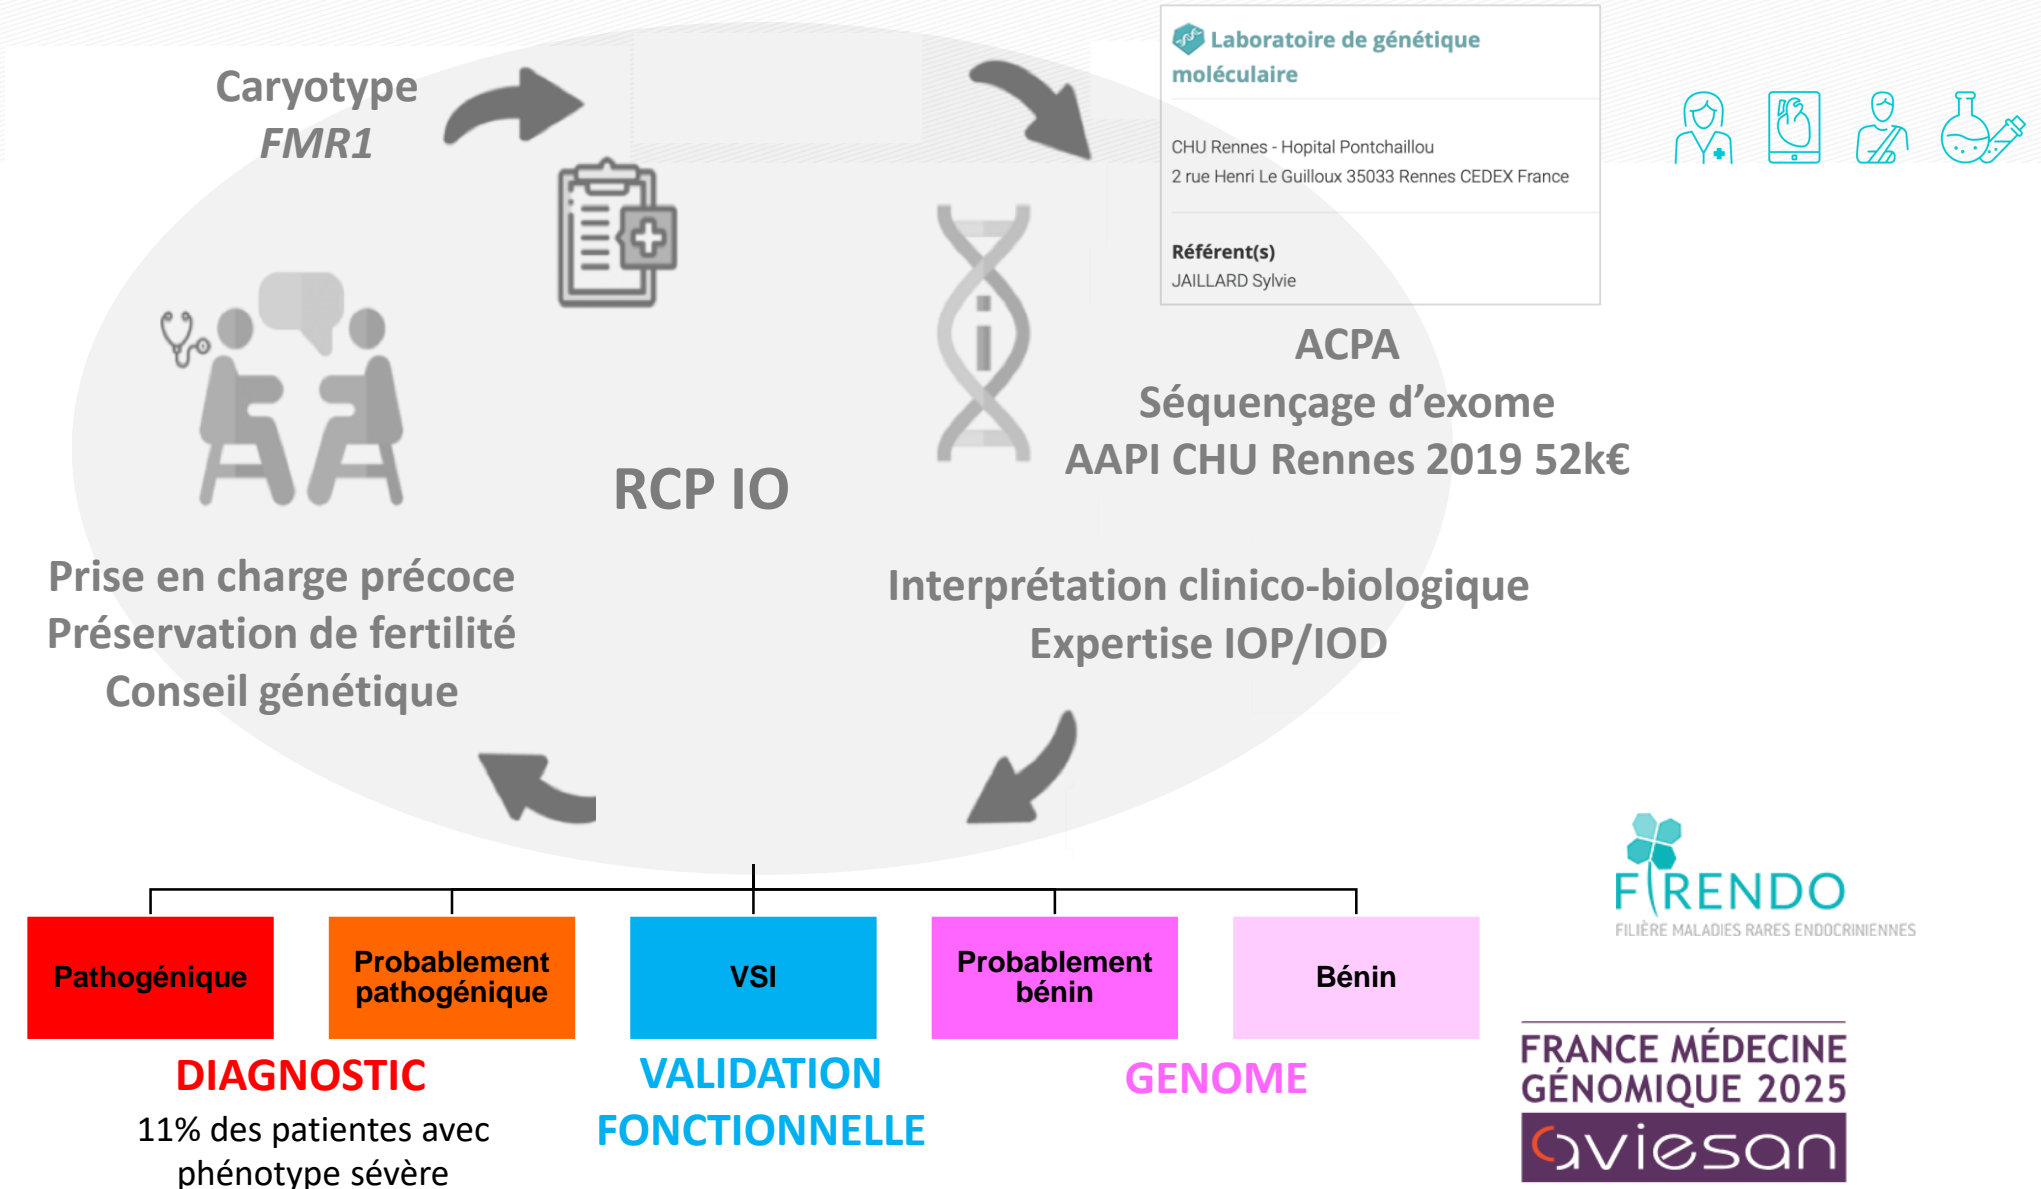 Caryotype
FMR1
Laboratoire de génétique
moléculaire
CHU Rennes - Hopital Pontchaillou
2 rue Henri Le Guilloux 35033 Rennes CEDEX France
Référent(s)
JAILLARD Sylvie
ACPA
Séquençage d'exome
AAPI CHU Rennes 2019 52k€
RCP IO
Prise en charge précoce
Préservation de fertilité
Conseil génétique
Interprétation clinico-biologique
Expertise IOP/IOD
Pathogénique
Probablement
pathogénique
VSI
Probablement
bénin
Bénin
DIAGNOSTIC
11% des patientes avec
phénotype sévère
VALIDATION
FONCTIONNELLE
GENOME
FIRENDO
FILIÈRE MALADIES RARES ENDOCRINIENNES
FRANCE MÉDECINE
GÉNOMIQUE 2025
aviesan